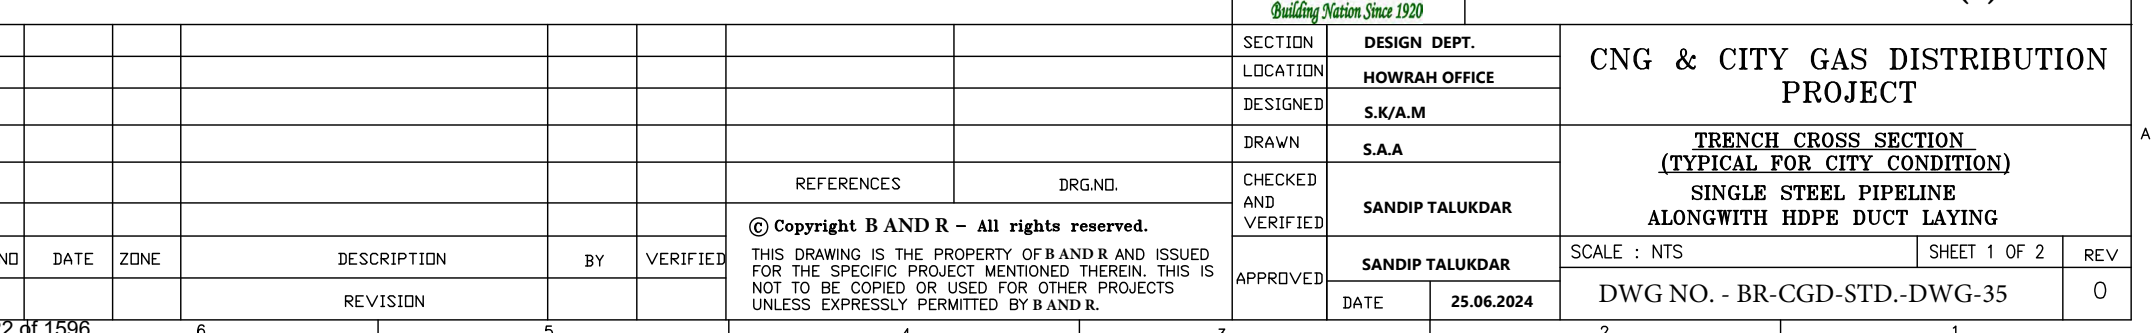 Building Nation Since 1920
SECTION DESIGN DEPT.
LOCATION HOWRAH OFFICE
DESIGNED S.K/A.M
DRAWN S.A.A
CHECKED
AND
VERIFIED
SANDIP TALUKDAR
APPROVED SANDIP TALUKDAR
DATE 25.06.2024
CNG & CITY GAS DISTRIBUTION
PROJECT
TRENCH CROSS SECTION
(TYPICAL FOR CITY CONDITION)
SINGLE STEEL PIPELINE
ALONGWITH HDPE DUCT LAYING
SCALE : NTS SHEET 1 OF 2 REV
DWG NO. - BR-CGD-STD.-DWG-35 0
A
REFERENCES DRG.NO.
© Copyright B AND R – All rights reserved.
THIS DRAWING IS THE PROPERTY OF B AND R AND ISSUED
FOR THE SPECIFIC PROJECT MENTIONED THEREIN. THIS IS
NOT TO BE COPIED OR USED FOR OTHER PROJECTS
UNLESS EXPRESSLY PERMITTED BY B AND R.
NO DATE ZONE DESCRIPTION BY VERIFIED
REVISION
of 1596 6 5 4 3 2 1